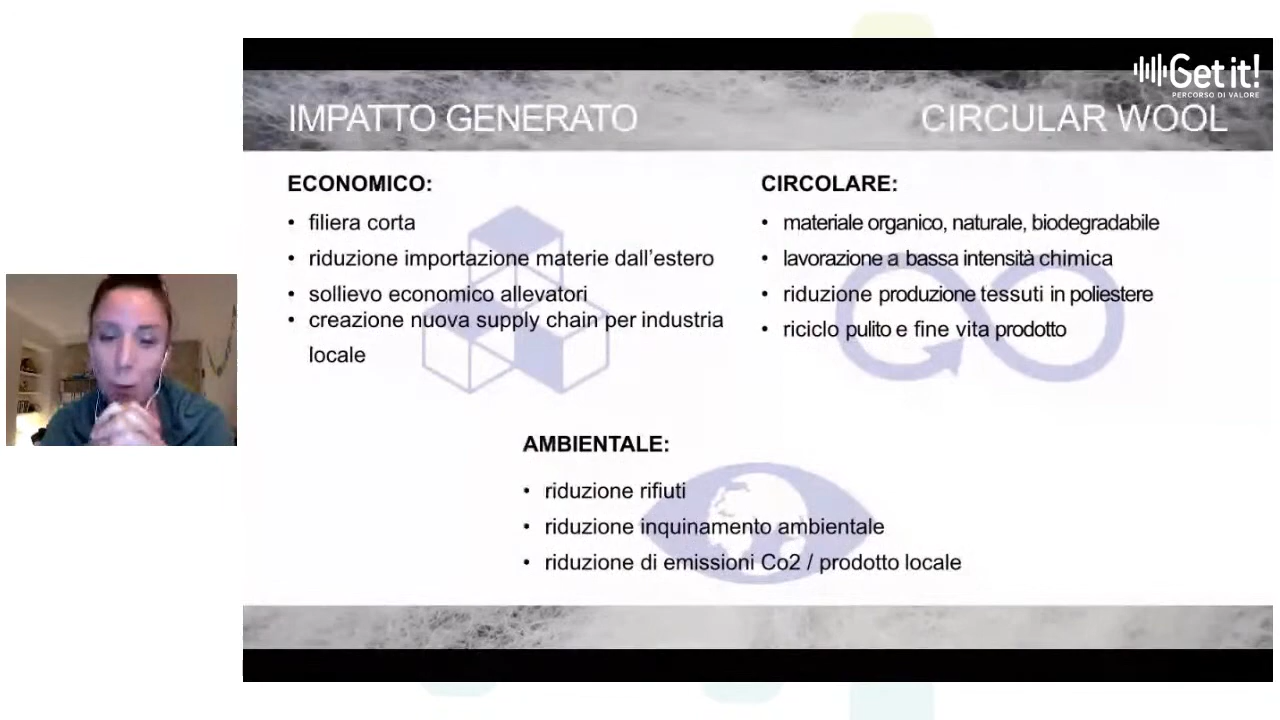 Get it!
PERCORSO DI VALORE
IMPATTO GENERATO
CIRCULAR WOOL
ECONOMICO:
• filiera corta
• riduzione importazione materie dall'estero
• sollievo economico allevatori
• creazione nuova supply chain per industria
locale
CIRCOLARE:
• materiale organico, naturale, biodegradabile
• lavorazione a bassa intensità chimica
• riduzione produzione tessuti in poliestere
• riciclo pulito e fine vita prodotto
AMBIENTALE:
• riduzione rifiuti
• riduzione inquinamento ambientale
• riduzione di emissioni Co2 / prodotto locale